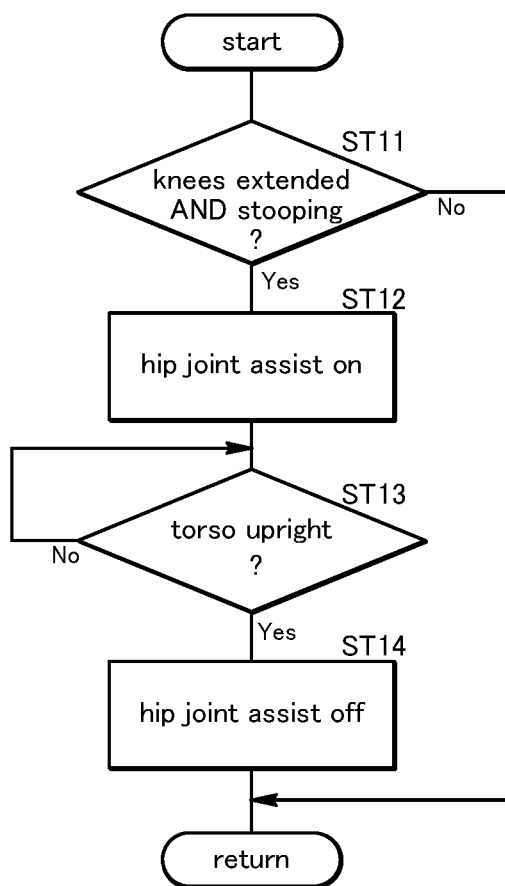 start
ST11
knees extended
AND stooping
?
No
Yes
ST12
hip joint assist on
ST13
torso upright
?
No
Yes
ST14
hip joint assist off
return